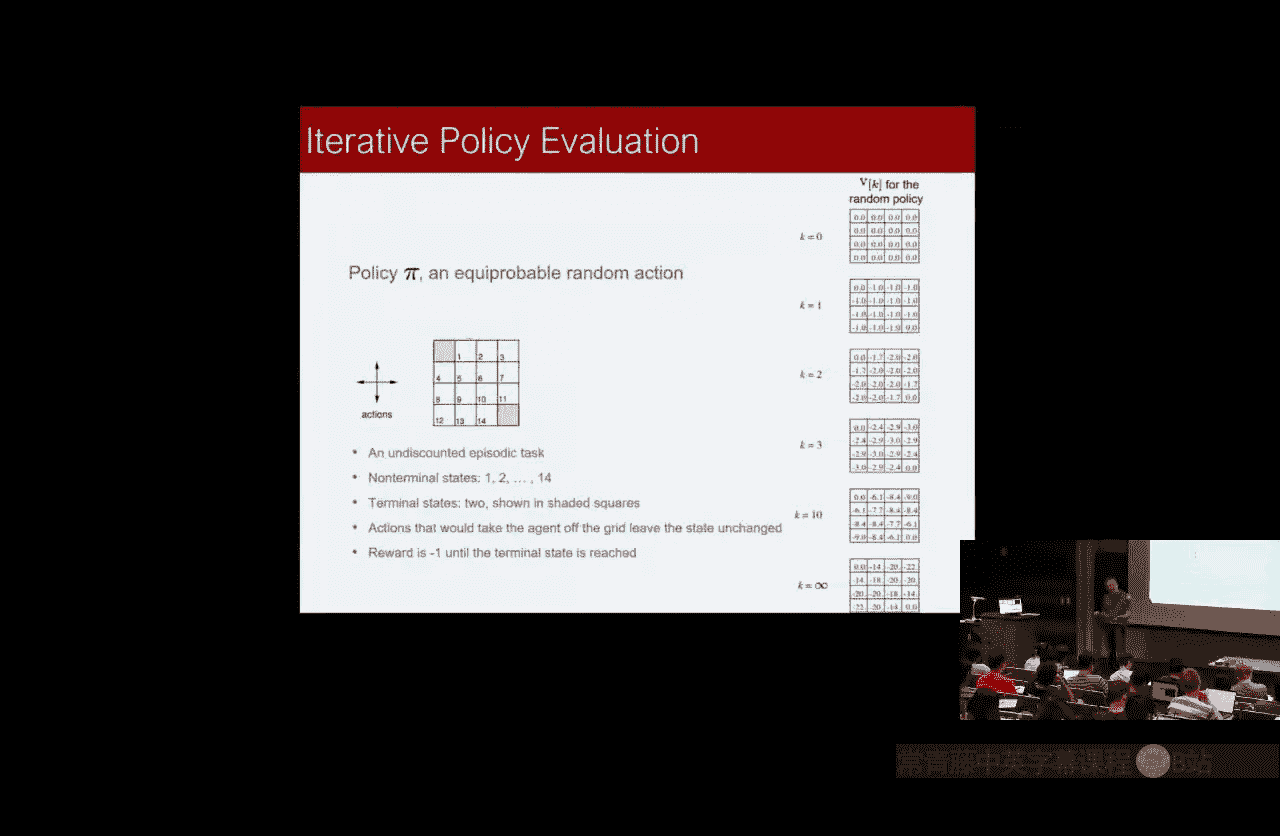 Iterative Policy Evaluation
V[k] for the
random policy
Policy π, an equiprobable random action
k = 0
0.0 0.0 0.0 0.0
0.0 0.0 0.0 0.0
0.0 0.0 0.0 0.0
0.0 0.0 0.0 0.0
k = 1
0.0 -1.0 -1.0 -1.0
-1.0 -1.0 -1.0 -1.0
-1.0 -1.0 -1.0 -1.0
-1.0 -1.0 -1.0 0.0
k = 2
0.0 -1.7 -2.0 -2.0
-1.7 -2.0 -2.0 -2.0
-2.0 -2.0 -2.0 -1.7
-2.0 -2.0 -1.7 0.0
k = 3
0.0 -2.4 -2.9 -3.0
-2.4 -2.9 -3.0 -2.9
-2.9 -3.0 -2.9 -2.4
-3.0 -2.9 -2.4 0.0
k = 10
0.0 -6.1 -8.4 -9.0
-6.1 -7.7 -8.4 -8.4
-8.4 -8.4 -7.7 -6.1
-9.0 -8.4 -6.1 0.0
k = ∞
0.0 -14 -20 -22
-14 -18 -20 -20
-20 -20 -18 -14
-22 -20 -14 0.0
actions
1 2 3
4 5 6 7
8 9 10 11
12 13 14
• An undiscounted episodic task
• Nonterminal states: 1, 2, … , 14
• Terminal states: two, shown in shaded squares
• Actions that would take the agent off the grid leave the state unchanged
• Reward is -1 until the terminal state is reached